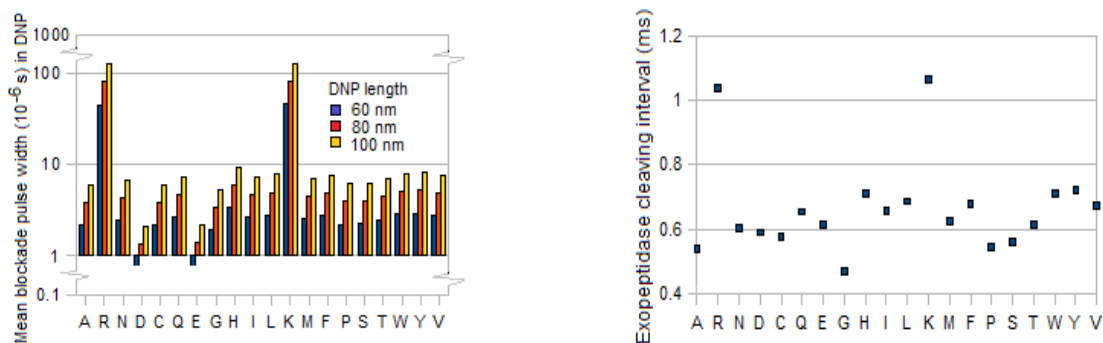 Mean blockade pulse width (10⁻⁶ s) in DNP
1000
100
10
1
0.1
DNP length
60 nm
80 nm
100 nm
A R N D C Q E G H I L K M F P S T W Y V
Exopeptidase cleaving interval (ms)
1.2
1
0.8
0.6
0.4
A R N D C Q E G H I L K M F P S T W Y V